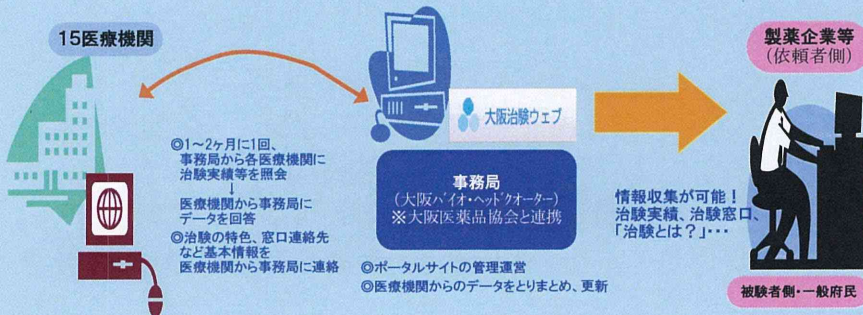 15医療機関
◎1～2ヶ月に1回、
事務局から各医療機関に
治験実績等を照会
↓
医療機関から事務局に
データを回答
◎治験の特色、窓口連絡先
など基本情報を
医療機関から事務局に連絡
大阪治験ウェブ
事務局
(大阪バイオ・ヘッドクオーター)
※大阪医薬品協会と連携
◎ポータルサイトの管理運営
◎医療機関からのデータをとりまとめ、更新
製薬企業等
(依頼者側)
情報収集が可能！
治験実績、治験窓口、
「治験とは？」・・・
被験者側・一般府民